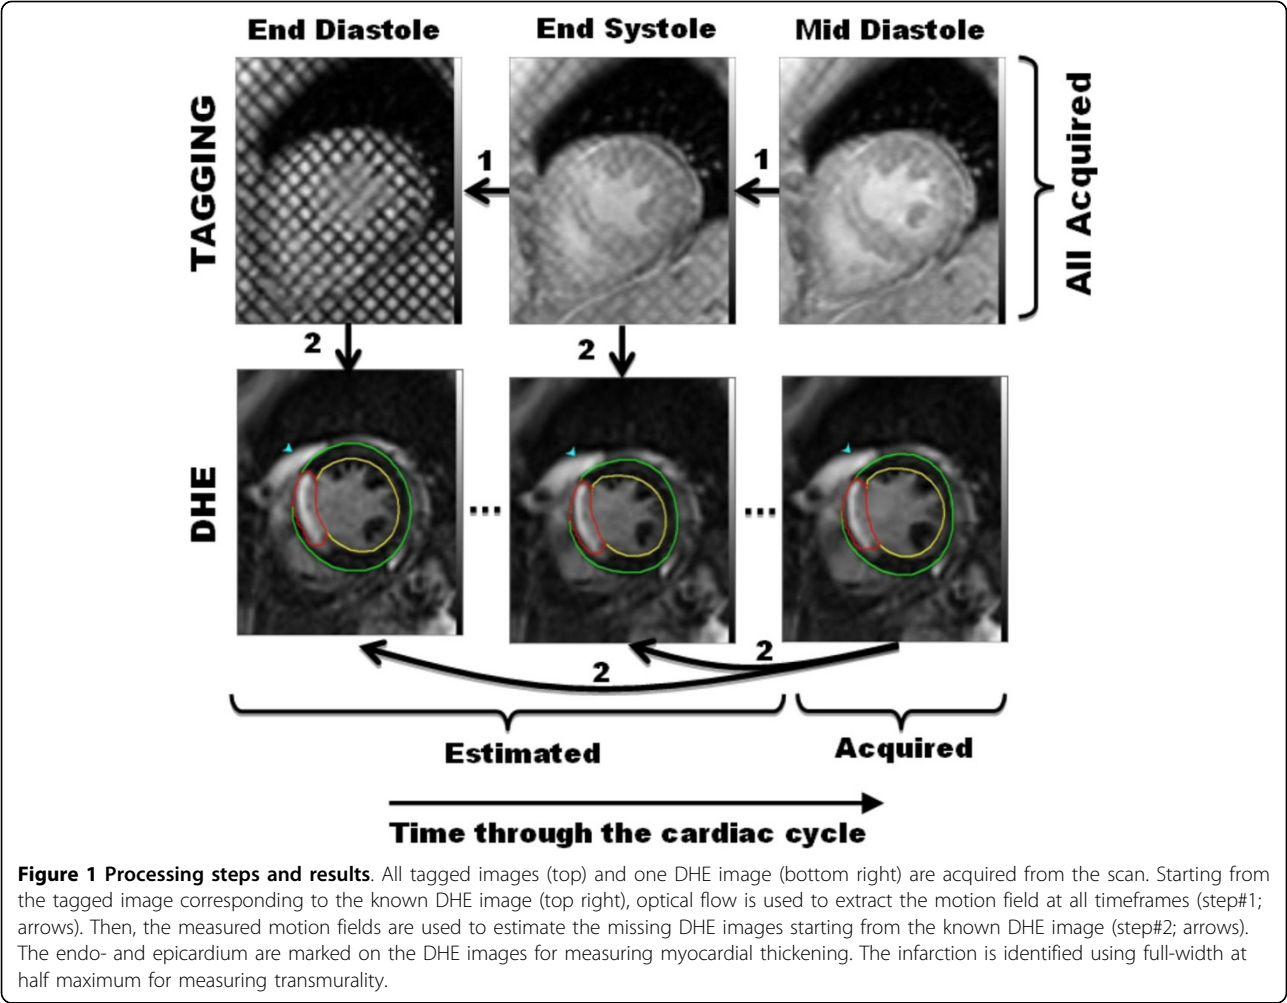 End Diastole End Systole Mid Diastole
TAGGING
1
1
All Acquired
2
2
DHE
...
...
2
2
Estimated
Acquired
Time through the cardiac cycle
Figure 1 Processing steps and results. All tagged images (top) and one DHE image (bottom right) are acquired from the scan. Starting from
the tagged image corresponding to the known DHE image (top right), optical flow is used to extract the motion field at all timeframes (step#1;
arrows). Then, the measured motion fields are used to estimate the missing DHE images starting from the known DHE image (step#2; arrows).
The endo- and epicardium are marked on the DHE images for measuring myocardial thickening. The infarction is identified using full-width at
half maximum for measuring transmurality.